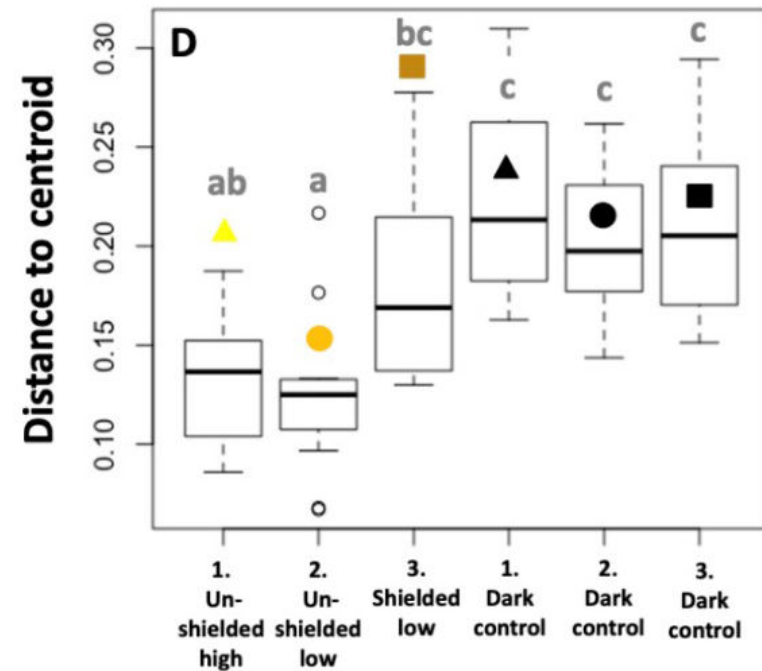 D
Distance to centroid
0.30
0.25
0.20
0.15
0.10
ab
a
bc
c
c
c
1.
Un-
shielded
high
2.
Un-
shielded
low
3.
Shielded
low
1.
Dark
control
2.
Dark
control
3.
Dark
control